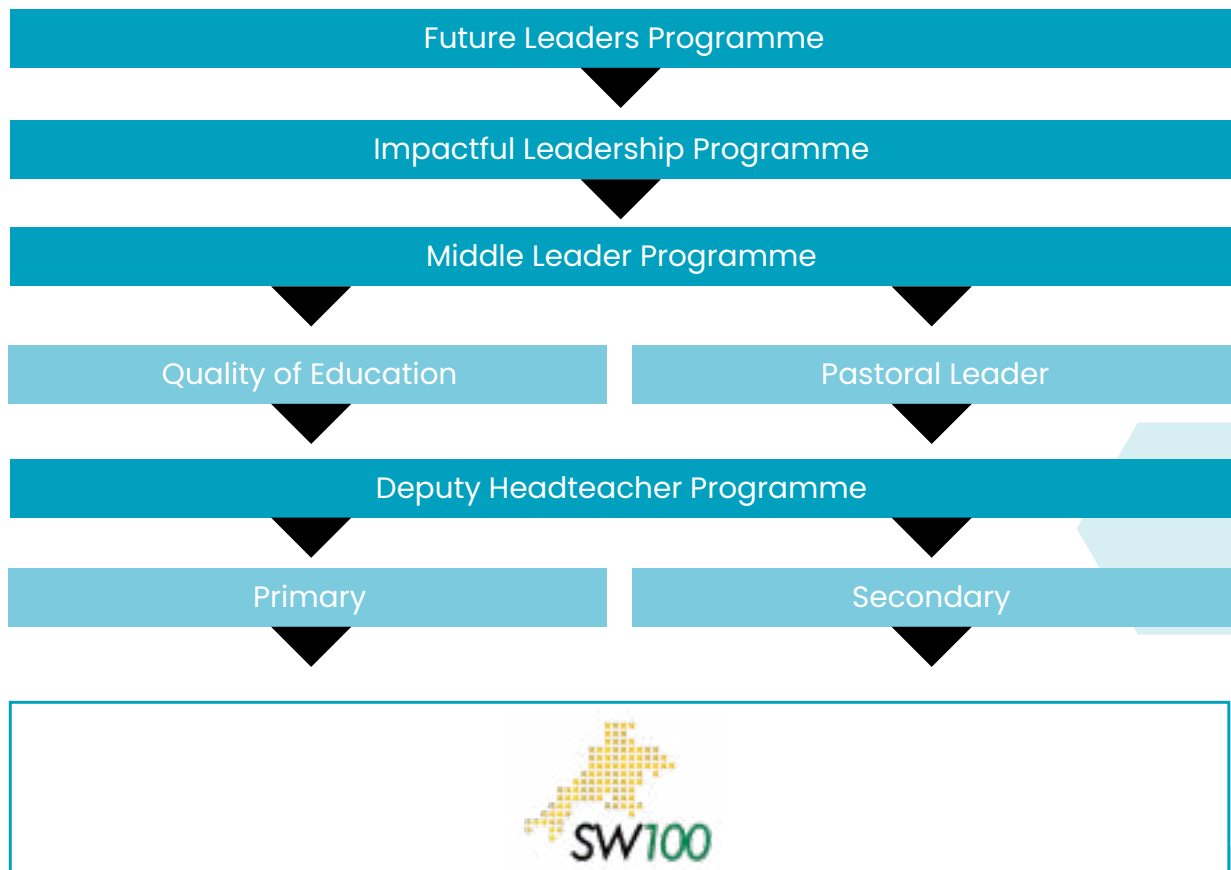 Future Leaders Programme
Impactful Leadership Programme
Middle Leader Programme
Quality of Education
Pastoral Leader
Deputy Headteacher Programme
Primary
Secondary
SW100